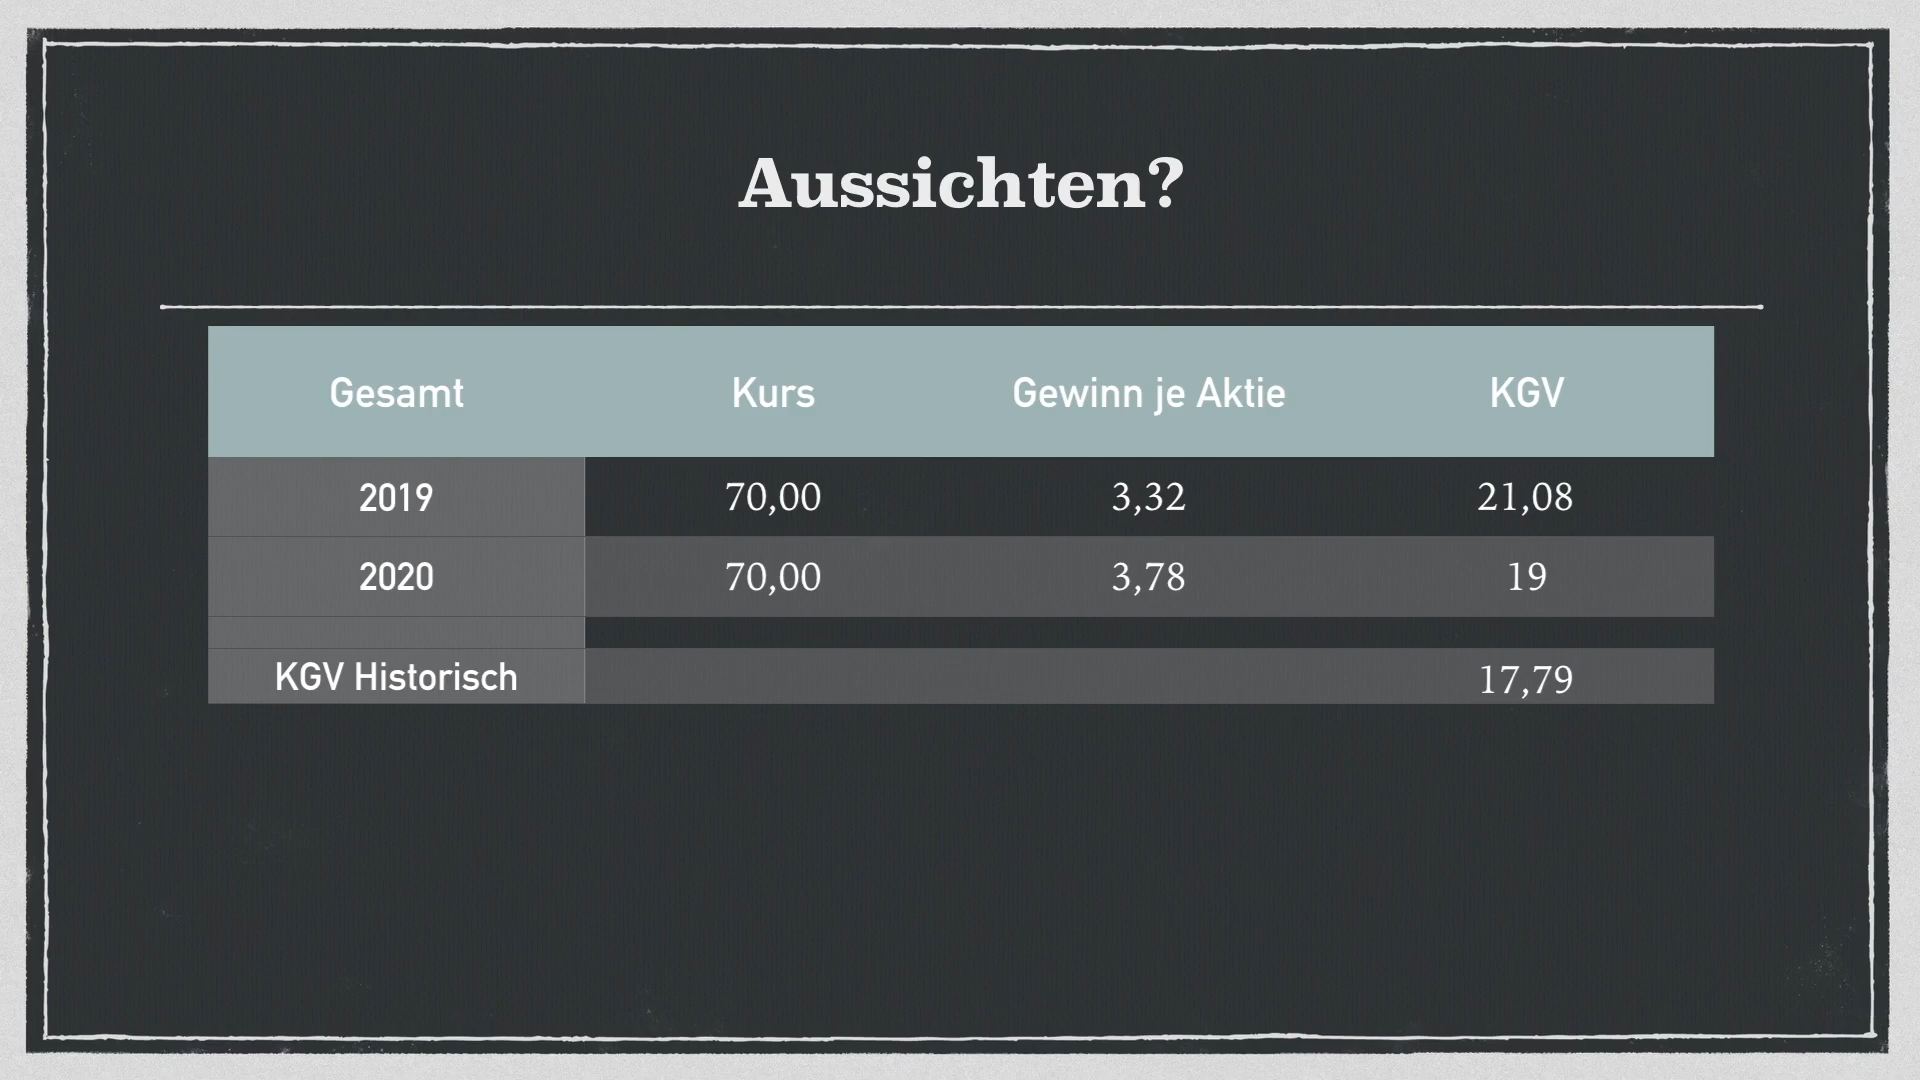 Aussichten?
Gesamt Kurs Gewinn je Aktie KGV
2019 70,00 3,32 21,08
2020 70,00 3,78 19
KGV Historisch 17,79